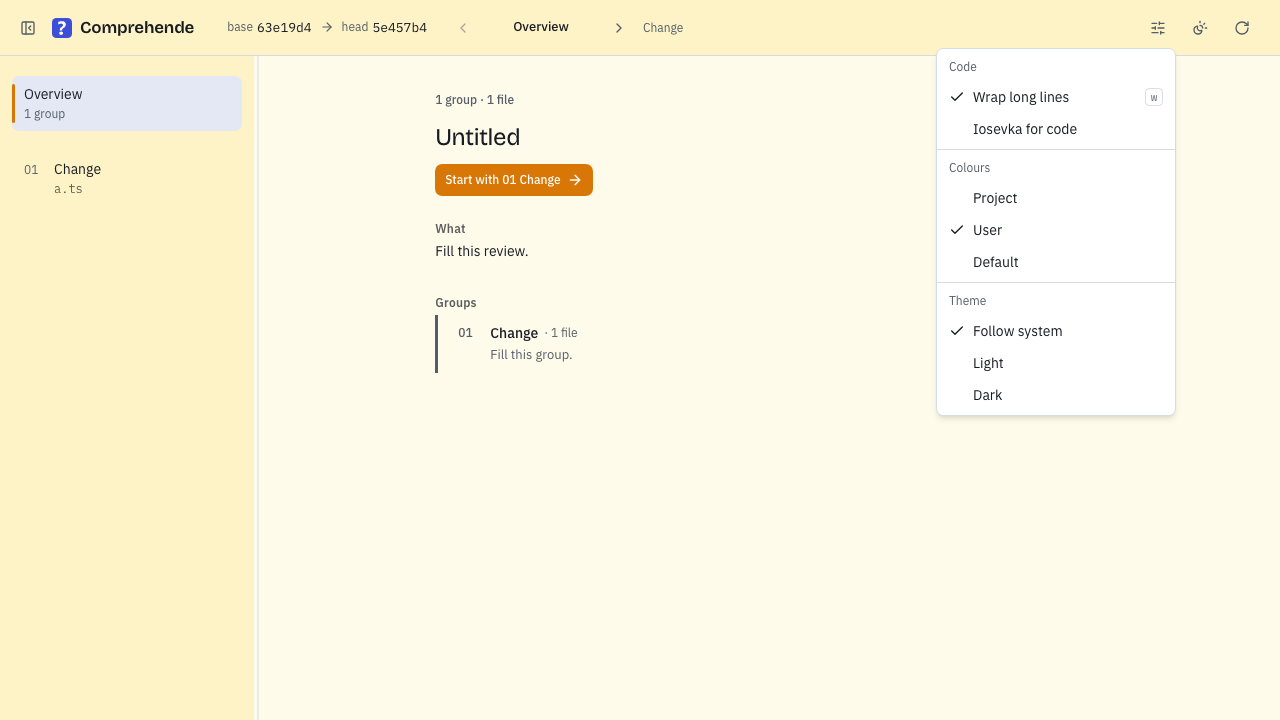 Comprehende
base 63e19d4 → head 5e457b4
Overview
Change
Overview
1 group
01 Change
a.ts
1 group · 1 file
Untitled
Start with 01 Change →
What
Fill this review.
Groups
01 Change · 1 file
Fill this group.
Code
Wrap long lines w
Iosevka for code
Colours
Project
User
Default
Theme
Follow system
Light
Dark